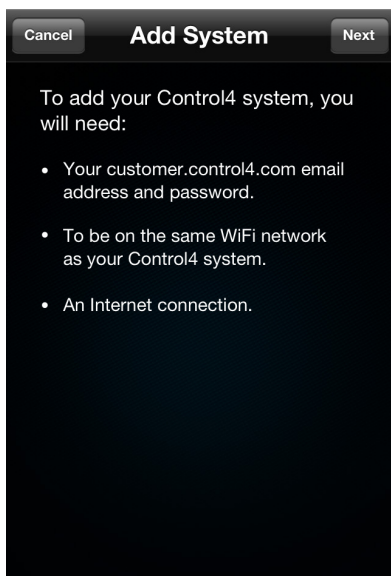 Cancel Add System Next
To add your Control4 system, you
will need:
• Your customer.control4.com email
address and password.
• To be on the same WiFi network
as your Control4 system.
• An Internet connection.